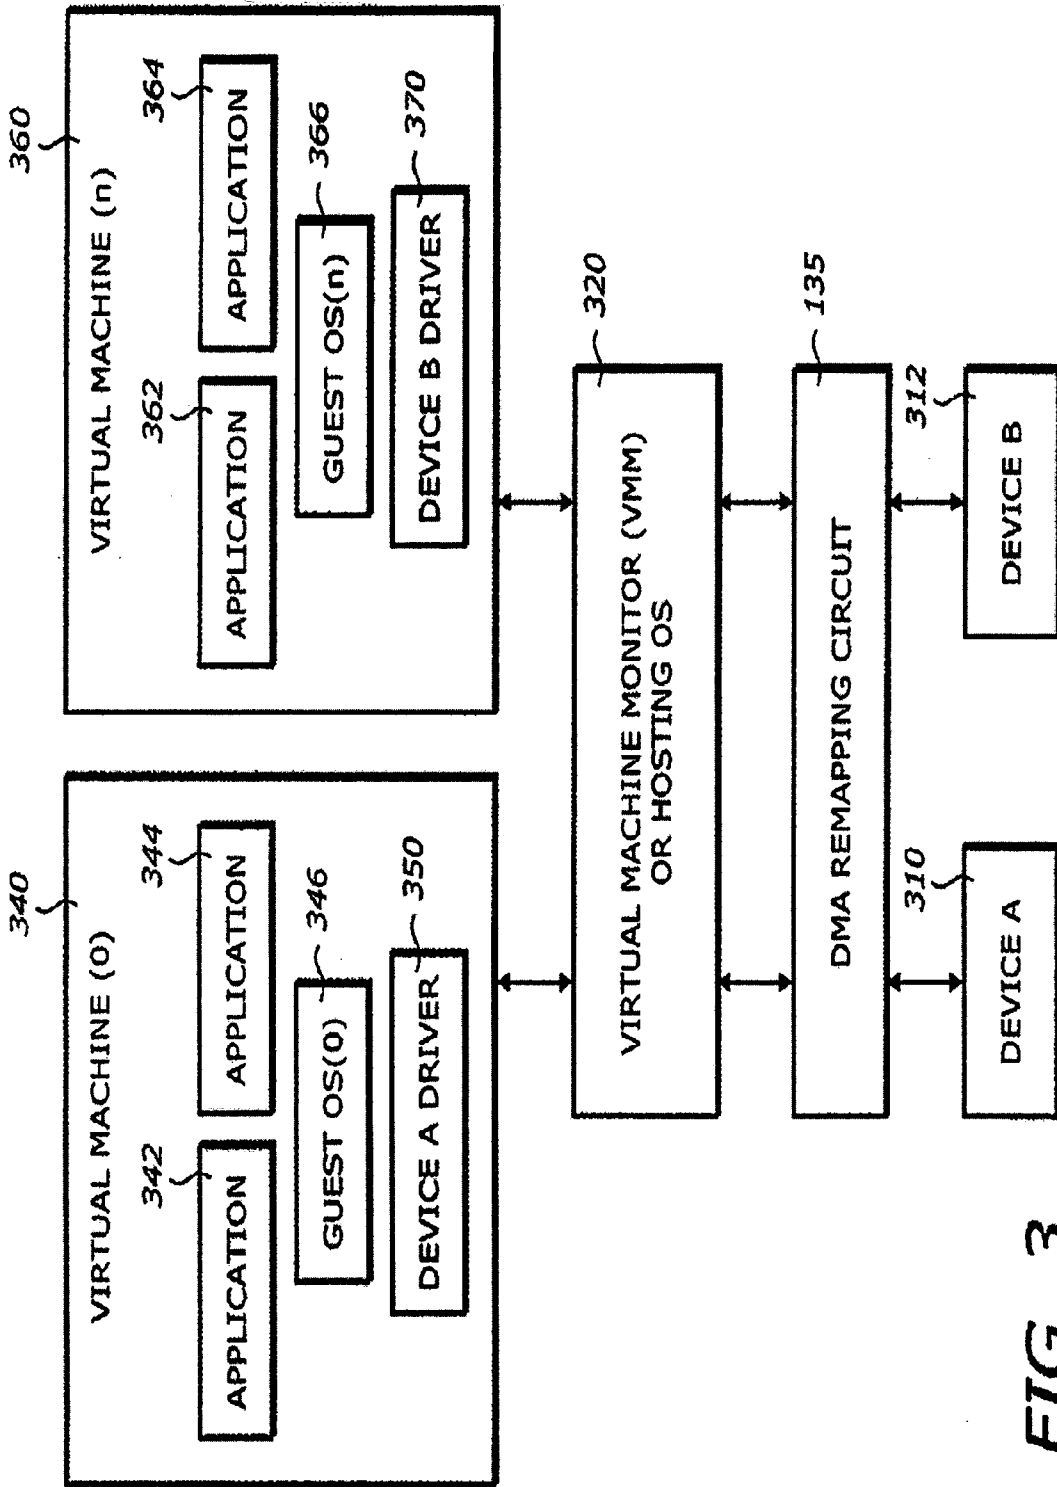 340
VIRTUAL MACHINE (0)
342
APPLICATION
344
APPLICATION
346
GUEST OS(0)
350
DEVICE A DRIVER
360
VIRTUAL MACHINE (n)
362
APPLICATION
364
APPLICATION
366
GUEST OS(n)
370
DEVICE B DRIVER
320
VIRTUAL MACHINE MONITOR (VMM)
OR HOSTING OS
135
DMA REMAPPING CIRCUIT
310
DEVICE A
312
DEVICE B
FIG. 3